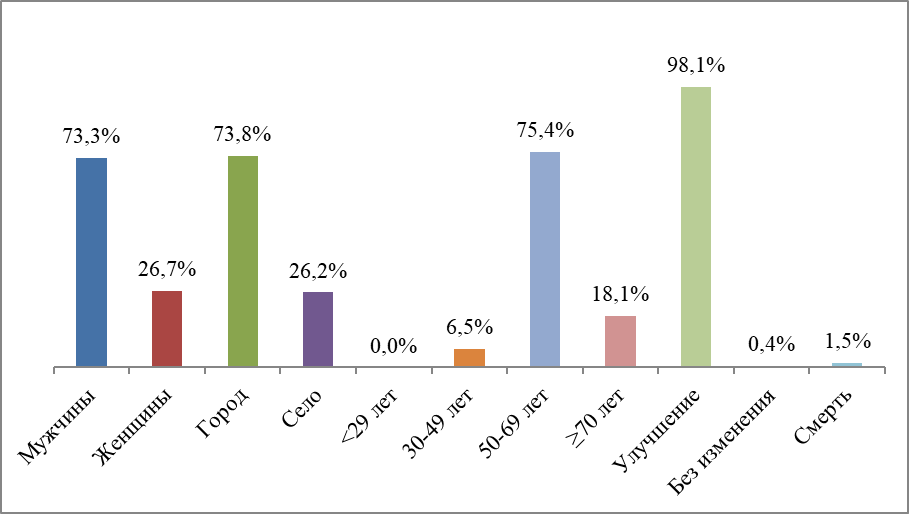 98,1%
73,3%
73,8%
75,4%
26,7%
26,2%
18,1%
6,5%
0,0%
0,4%
1,5%
Мужчины
Женщины
Город
Село
<29 лет
30-49 лет
50-69 лет
≥70 лет
Улучшение
Без изменения
Смерть